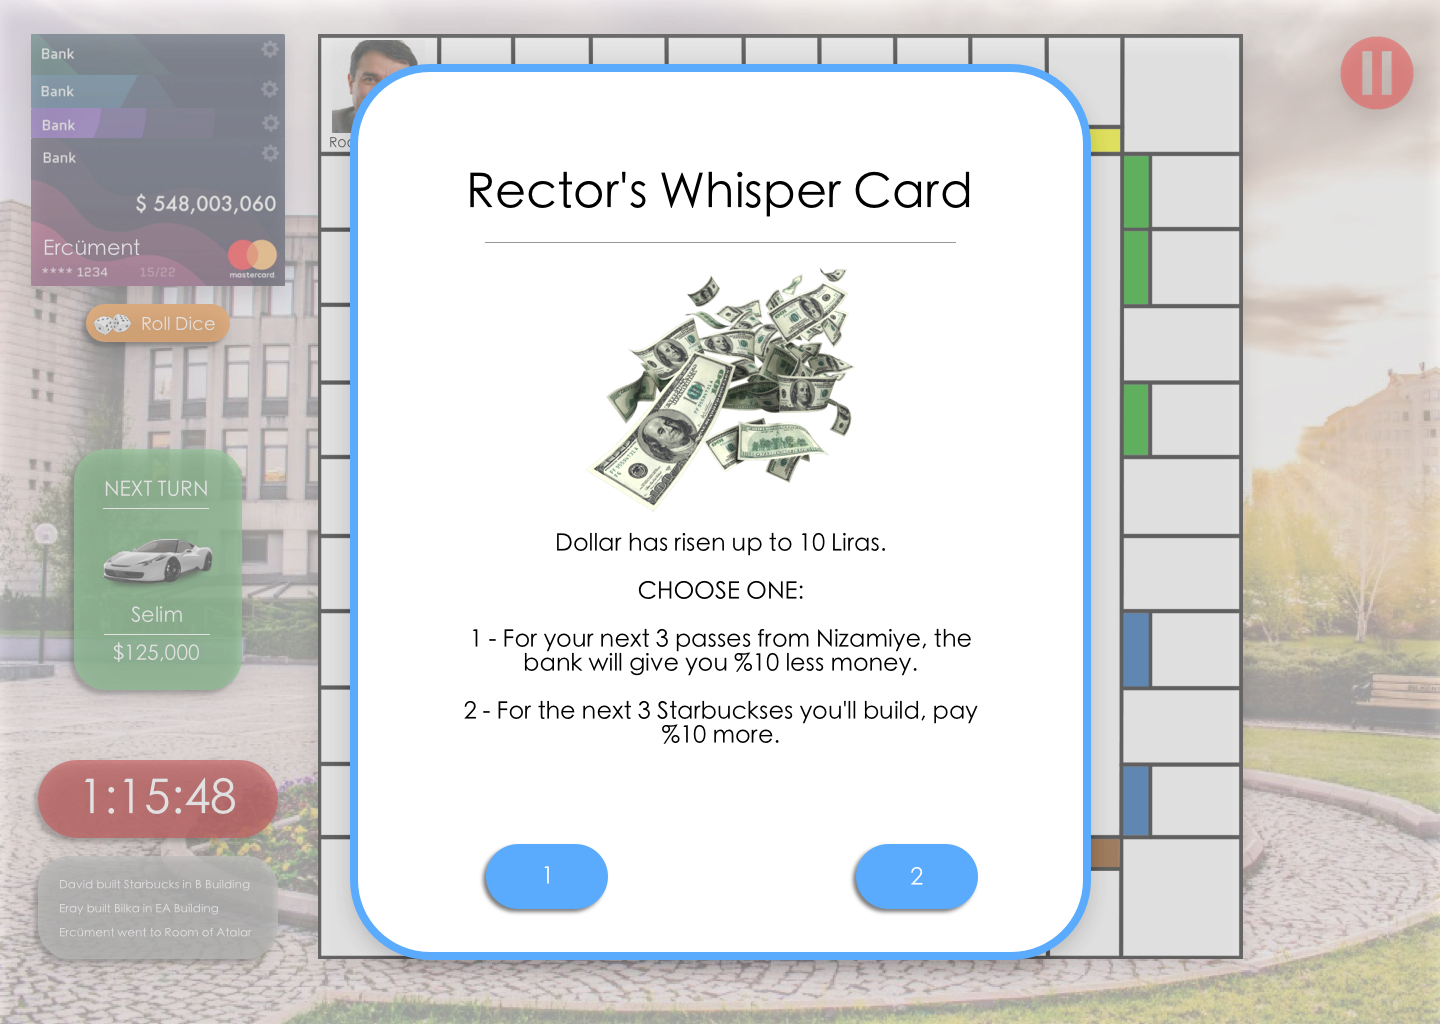 Bank
Bank
Bank
Bank
$ 548,003,060
Ercüment
**** 1234 15/22
mastercard
Roll Dice
NEXT TURN
Selim
$125,000
1:15:48
David built Starbucks in B Building
Eray built Bilka in EA Building
Ercüment went to Room of Atalar
Rector's Whisper Card
Dollar has risen up to 10 Liras.
CHOOSE ONE:
1 - For your next 3 passes from Nizamiye, the
bank will give you %10 less money.
2 - For the next 3 Starbuckses you'll build, pay
%10 more.
1
2